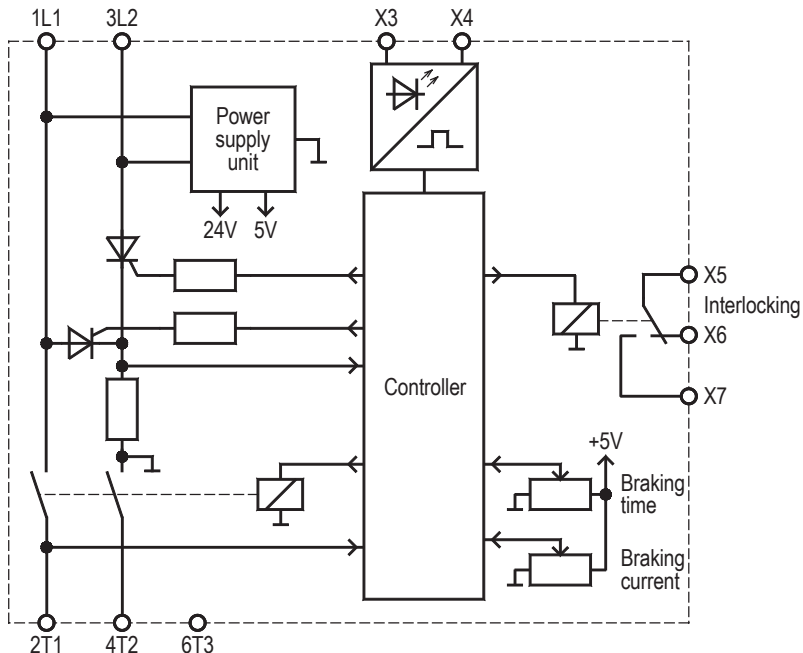 1L1
3L2
X3
X4
Power
supply
unit
24V
5V
X5
Interlocking
X6
X7
Controller
+5V
Braking
time
Braking
current
2T1
4T2
6T3